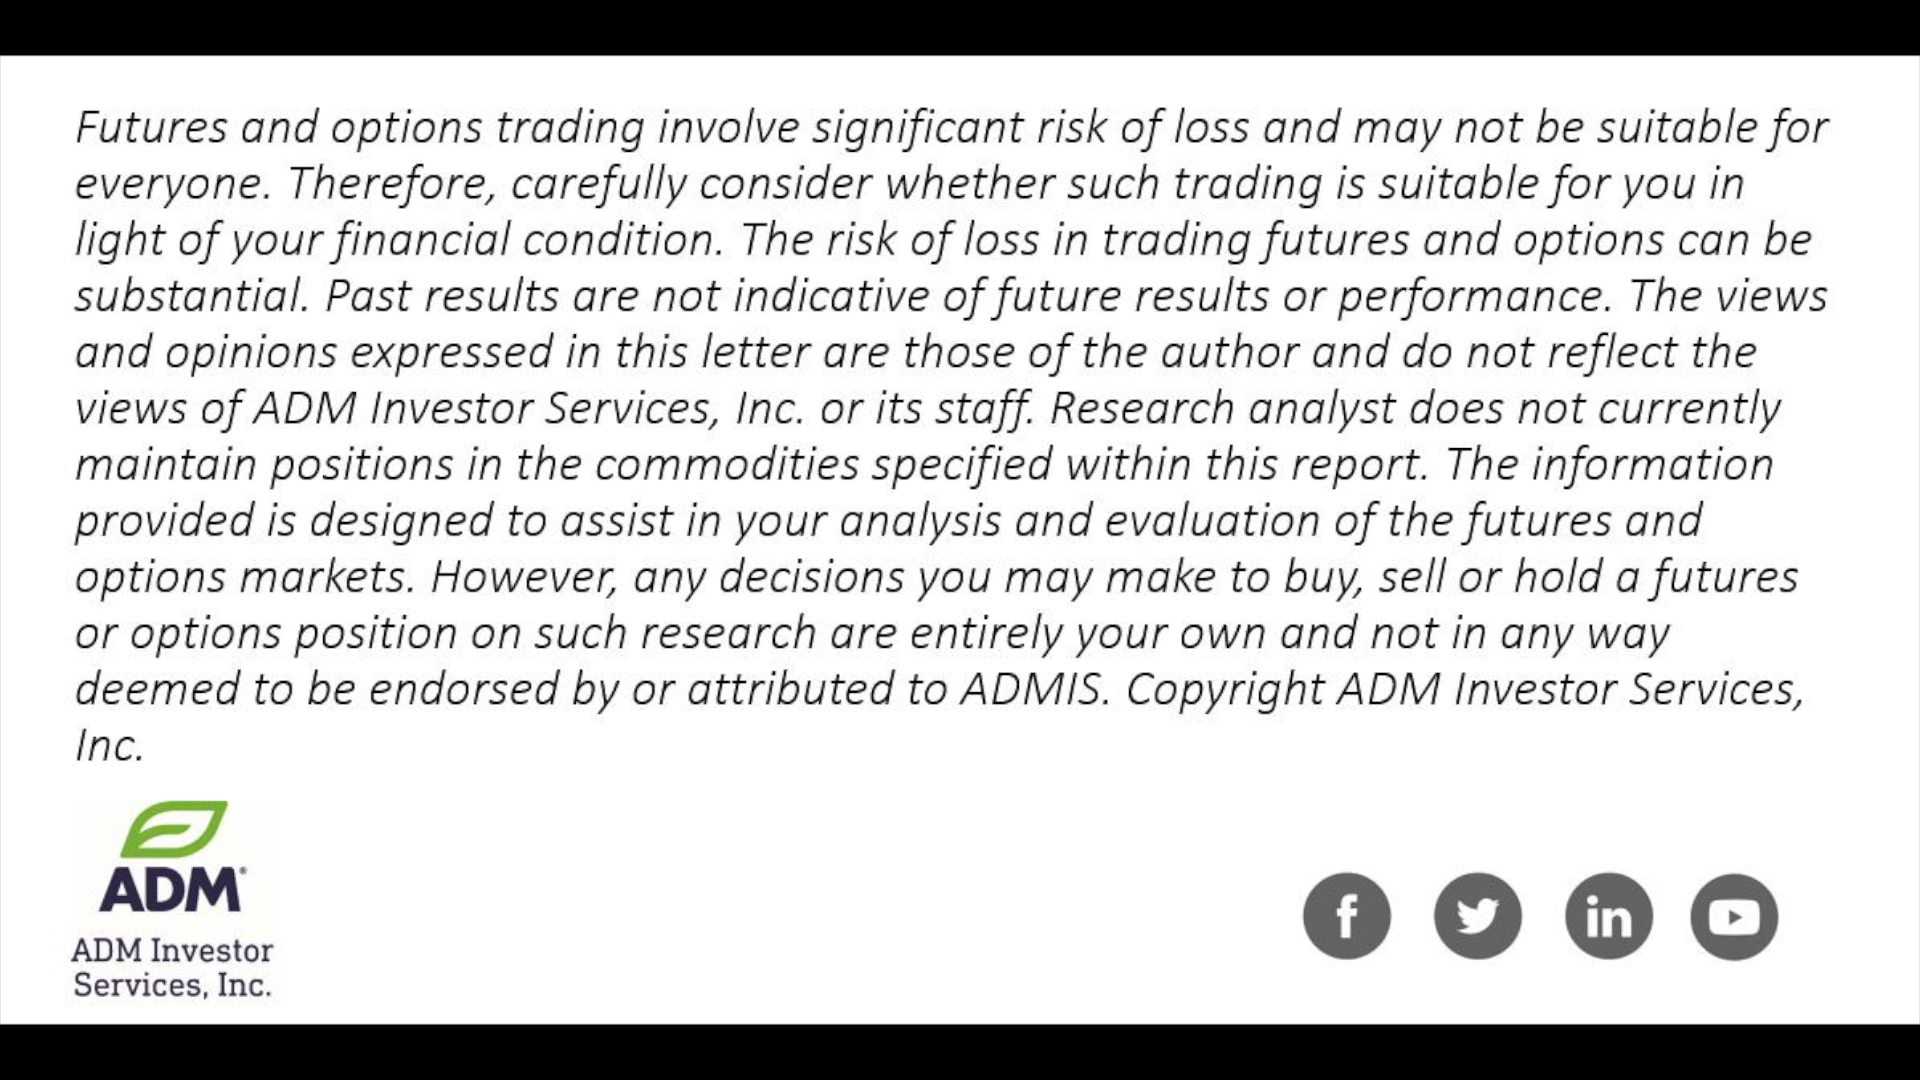 Futures and options trading involve significant risk of loss and may not be suitable for
everyone. Therefore, carefully consider whether such trading is suitable for you in
light of your financial condition. The risk of loss in trading futures and options can be
substantial. Past results are not indicative of future results or performance. The views
and opinions expressed in this letter are those of the author and do not reflect the
views of ADM Investor Services, Inc. or its staff. Research analyst does not currently
maintain positions in the commodities specified within this report. The information
provided is designed to assist in your analysis and evaluation of the futures and
options markets. However, any decisions you may make to buy, sell or hold a futures
or options position on such research are entirely your own and not in any way
deemed to be endorsed by or attributed to ADMIS. Copyright ADM Investor Services,
Inc.
ADM®
ADM Investor
Services, Inc.
f
in